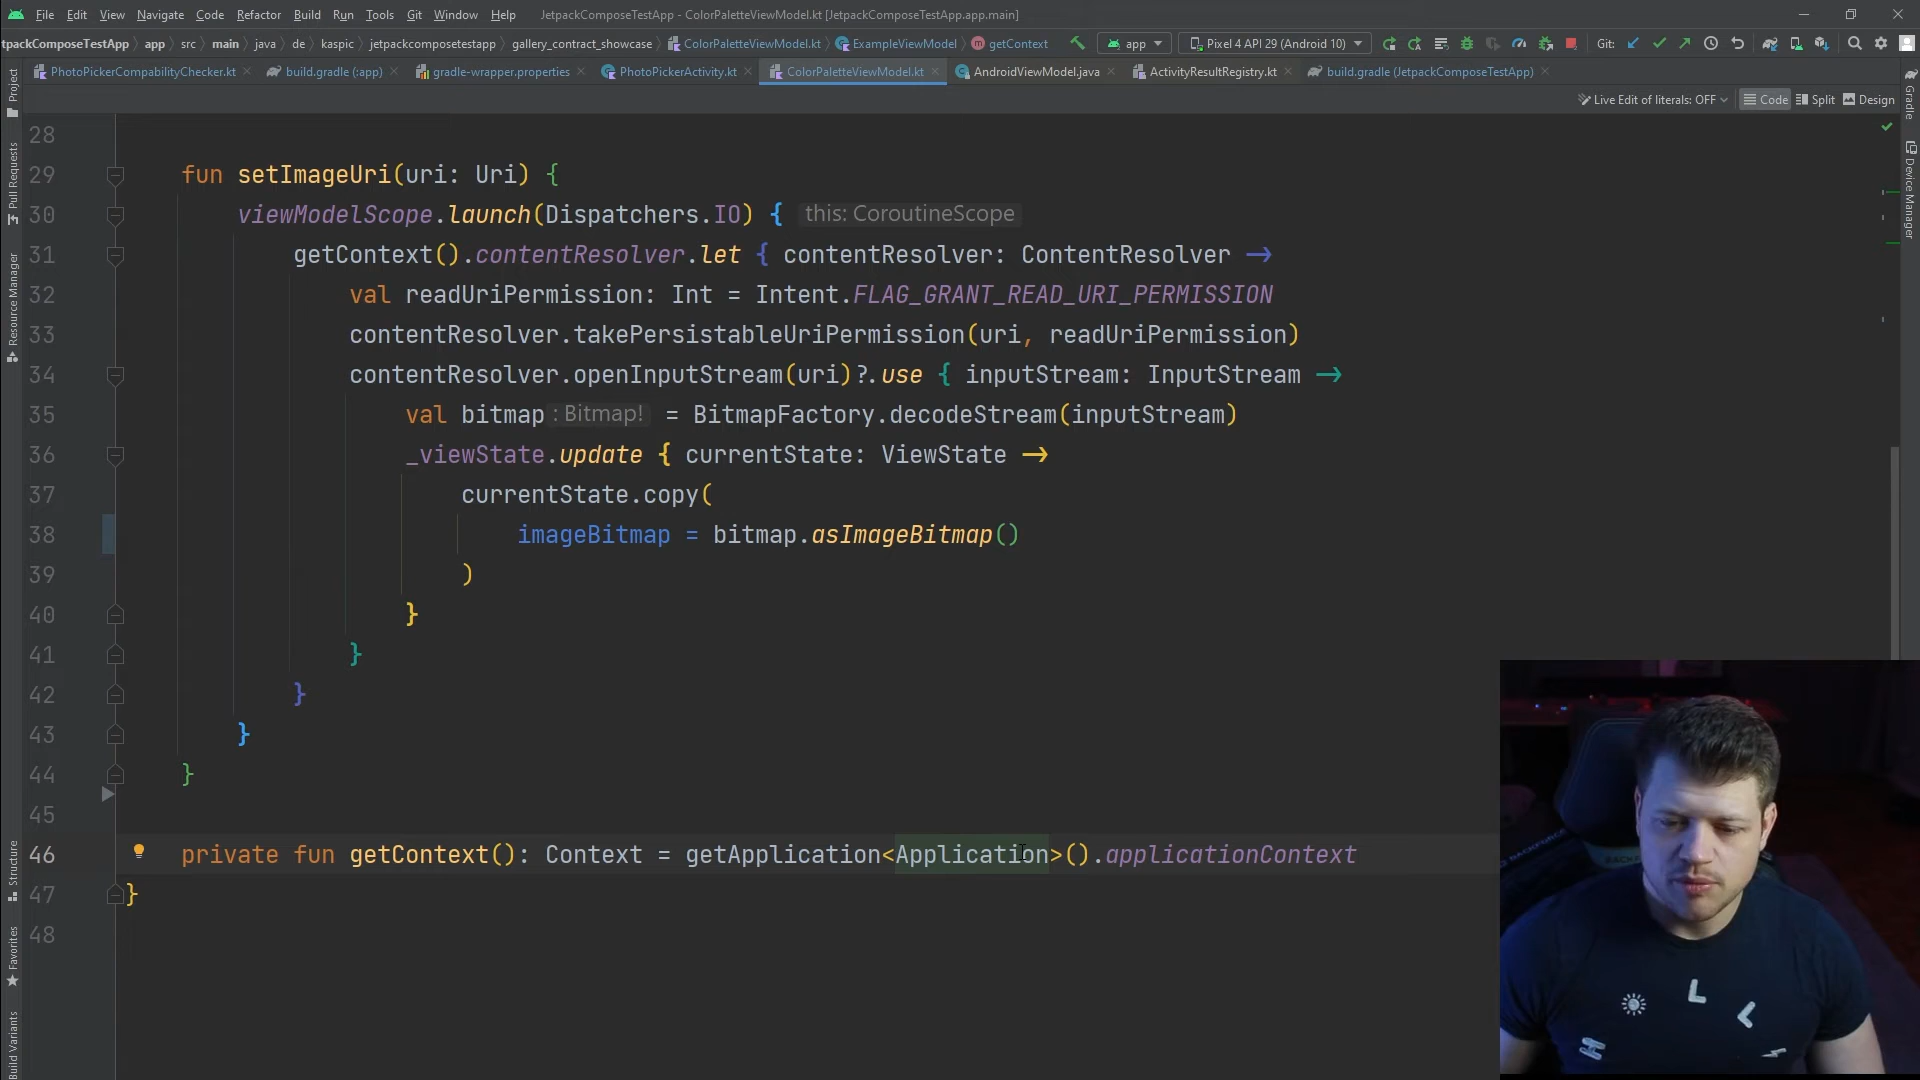 File Edit View Navigate Code Refactor Build Run Tools Git Window Help JetpackComposeTestApp - ColorPaletteViewModel.kt [JetpackComposeTestApp.app.main]
tpackComposeTestApp app src main java de kaspic jetpackcomposetestapp gallery_contract_showcase ColorPaletteViewModel.kt ExampleViewModel getContext app Pixel 4 API 29 (Android 10) Git:
PhotoPickerCompabilityChecker.kt build.gradle (:app) gradle-wrapper.properties PhotoPickerActivity.kt ColorPaletteViewModel.kt AndroidViewModel.java ActivityResultRegistry.kt build.gradle (JetpackComposeTestApp)
Live Edit of literals: OFF Code Split Design
Project
Pull Requests
Resource Manager
Structure
Favorites
Build Variants
Gradle
Device Manager
28
29 fun setImageUri(uri: Uri) {
30 viewModelScope.launch(Dispatchers.IO) { this: CoroutineScope
31 getContext().contentResolver.let { contentResolver: ContentResolver →
32 val readUriPermission: Int = Intent.FLAG_GRANT_READ_URI_PERMISSION
33 contentResolver.takePersistableUriPermission(uri, readUriPermission)
34 contentResolver.openInputStream(uri)?.use { inputStream: InputStream →
35 val bitmap : Bitmap! = BitmapFactory.decodeStream(inputStream)
36 _viewState.update { currentState: ViewState →
37 currentState.copy(
38 imageBitmap = bitmap.asImageBitmap()
39 )
40 }
41 }
42 }
43 }
44 }
45
46 private fun getContext(): Context = getApplication<Application>().applicationContext
47 }
48